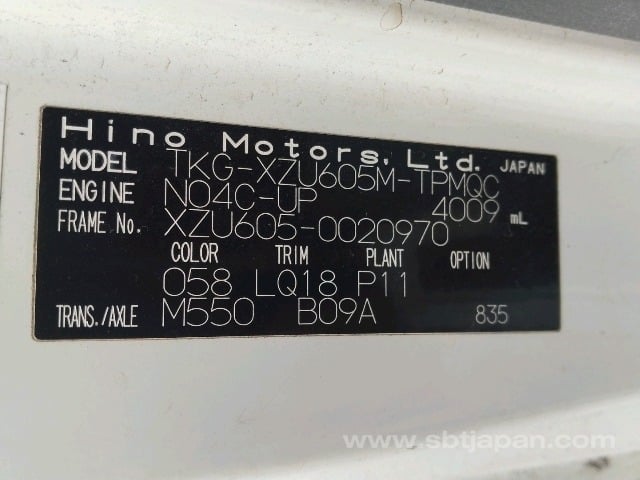 Hino Motors, Ltd. JAPAN
MODEL TKG-XZU605M-TPMQC
ENGINE N04C-UP 4009 mL
FRAME No. XZU605-0020970
COLOR TRIM PLANT OPTION
058 LQ18 P11
TRANS./AXLE M550 B09A 835
www.sbtjapan.com